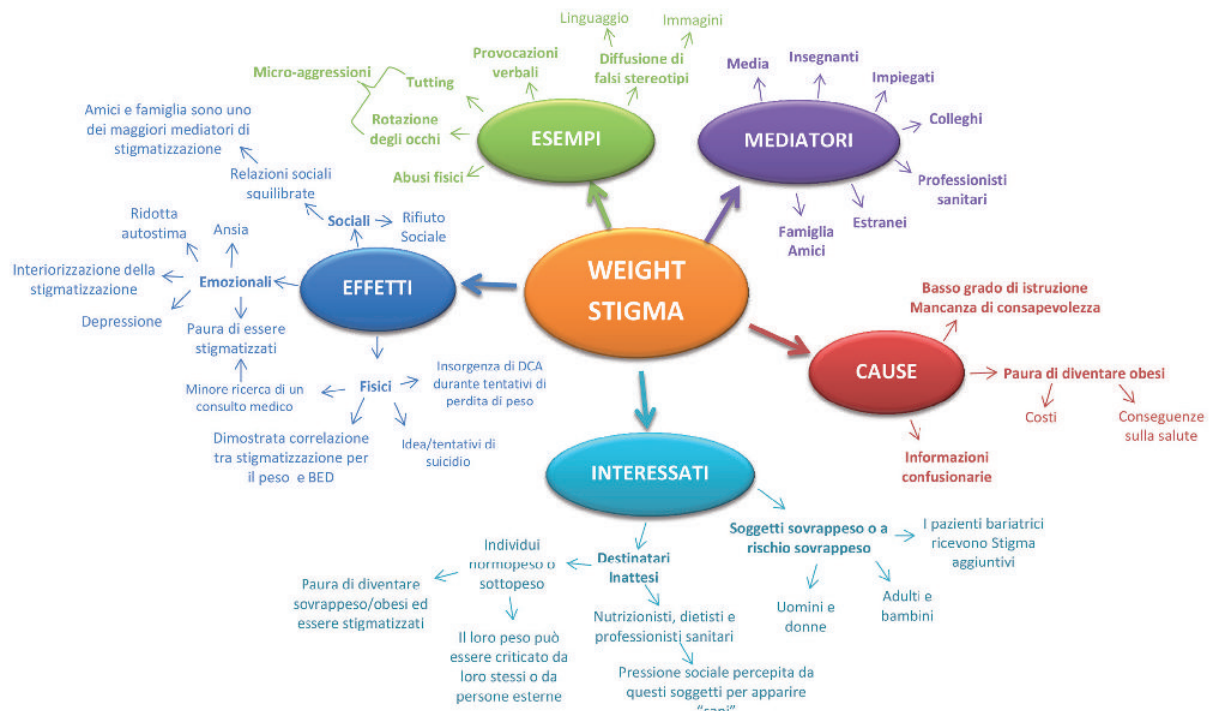 Linguaggio
Immagini
Provocazioni
verbali
Diffusione di
falsi stereotipi
Micro-aggressioni
Tutting
Rotazione
degli occhi
Abusi fisici
ESEMPI
Media
Insegnanti
Impiegati
Colleghi
Professionisti
sanitari
Estranei
Famiglia
Amici
MEDIATORI
Amici e famiglia sono uno
dei maggiori mediatori di
stigmatizzazione
Relazioni sociali
squilibrate
Sociali
Rifiuto
Sociale
Ridotta
autostima
Ansia
Interiorizzazione della
stigmatizzazione
Emozionali
Depressione
Paura di essere
stigmatizzati
EFFETTI
Minore ricerca di un
consulto medico
Fisici
Insorgenza di DCA
durante tentativi di
perdita di peso
Dimostrata correlazione
tra stigmatizzazione per
il peso e BED
Idea/tentativi di
suicidio
WEIGHT
STIGMA
Basso grado di istruzione
Mancanza di consapevolezza
CAUSE
Paura di diventare obesi
Costi
Conseguenze
sulla salute
Informazioni
confusionarie
INTERESSATI
Soggetti sovrappeso o a
rischio sovrappeso
I pazienti bariatrici
ricevono Stigma
aggiuntivi
Uomini e
donne
Adulti e
bambini
Destinatari
Inattesi
Individui
normopeso o
sottopeso
Paura di diventare
sovrappeso/obesi ed
essere stigmatizzati
Il loro peso può
essere criticato da
loro stessi o da
persone esterne
Nutrizionisti, dietisti e
professionisti sanitari
Pressione sociale percepita da
questi soggetti per apparire
"sani"